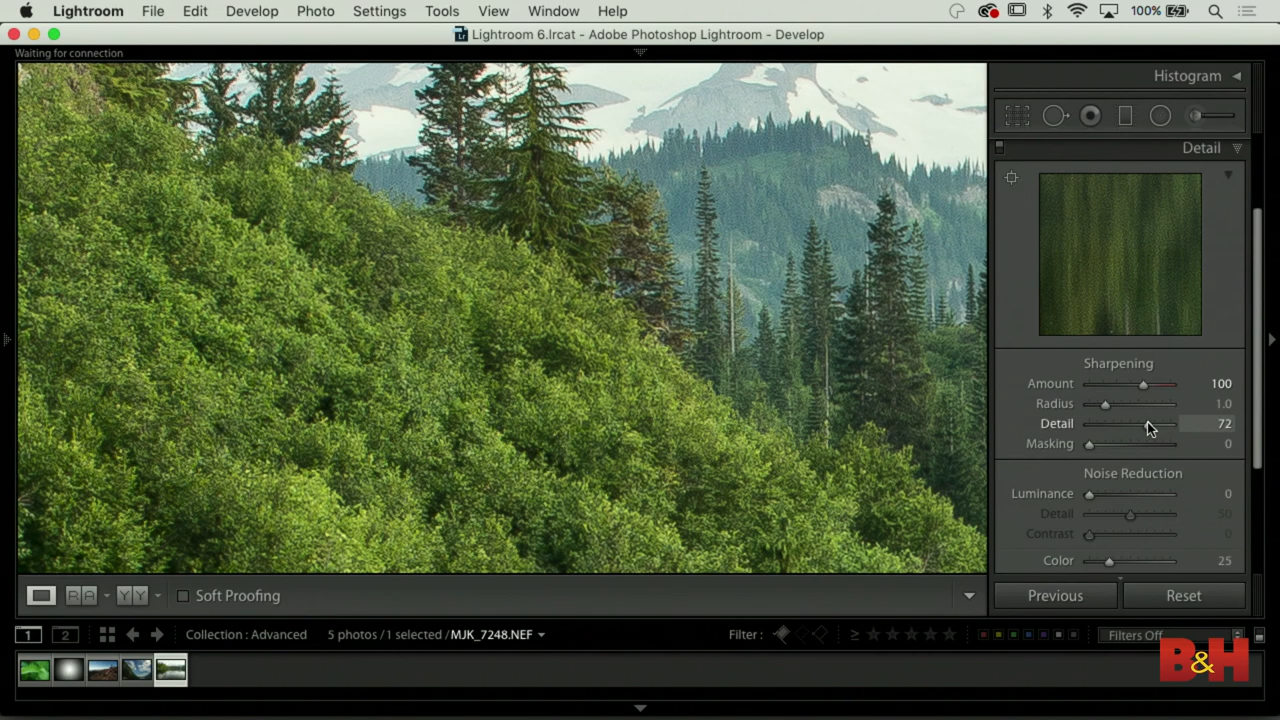 Lightroom File Edit Develop Photo Settings Tools View Window Help 100%
Lightroom 6.lrcat - Adobe Photoshop Lightroom - Develop
Waiting for connection
Histogram
Detail
Sharpening
Amount 100
Radius 1.0
Detail 72
Masking 0
Noise Reduction
Luminance 0
Detail 50
Contrast 0
Color 25
R A Y Y Soft Proofing Previous Reset
1 2 Collection : Advanced 5 photos / 1 selected / MJK_7248.NEF Filter : ≥ Filters Off
B&H